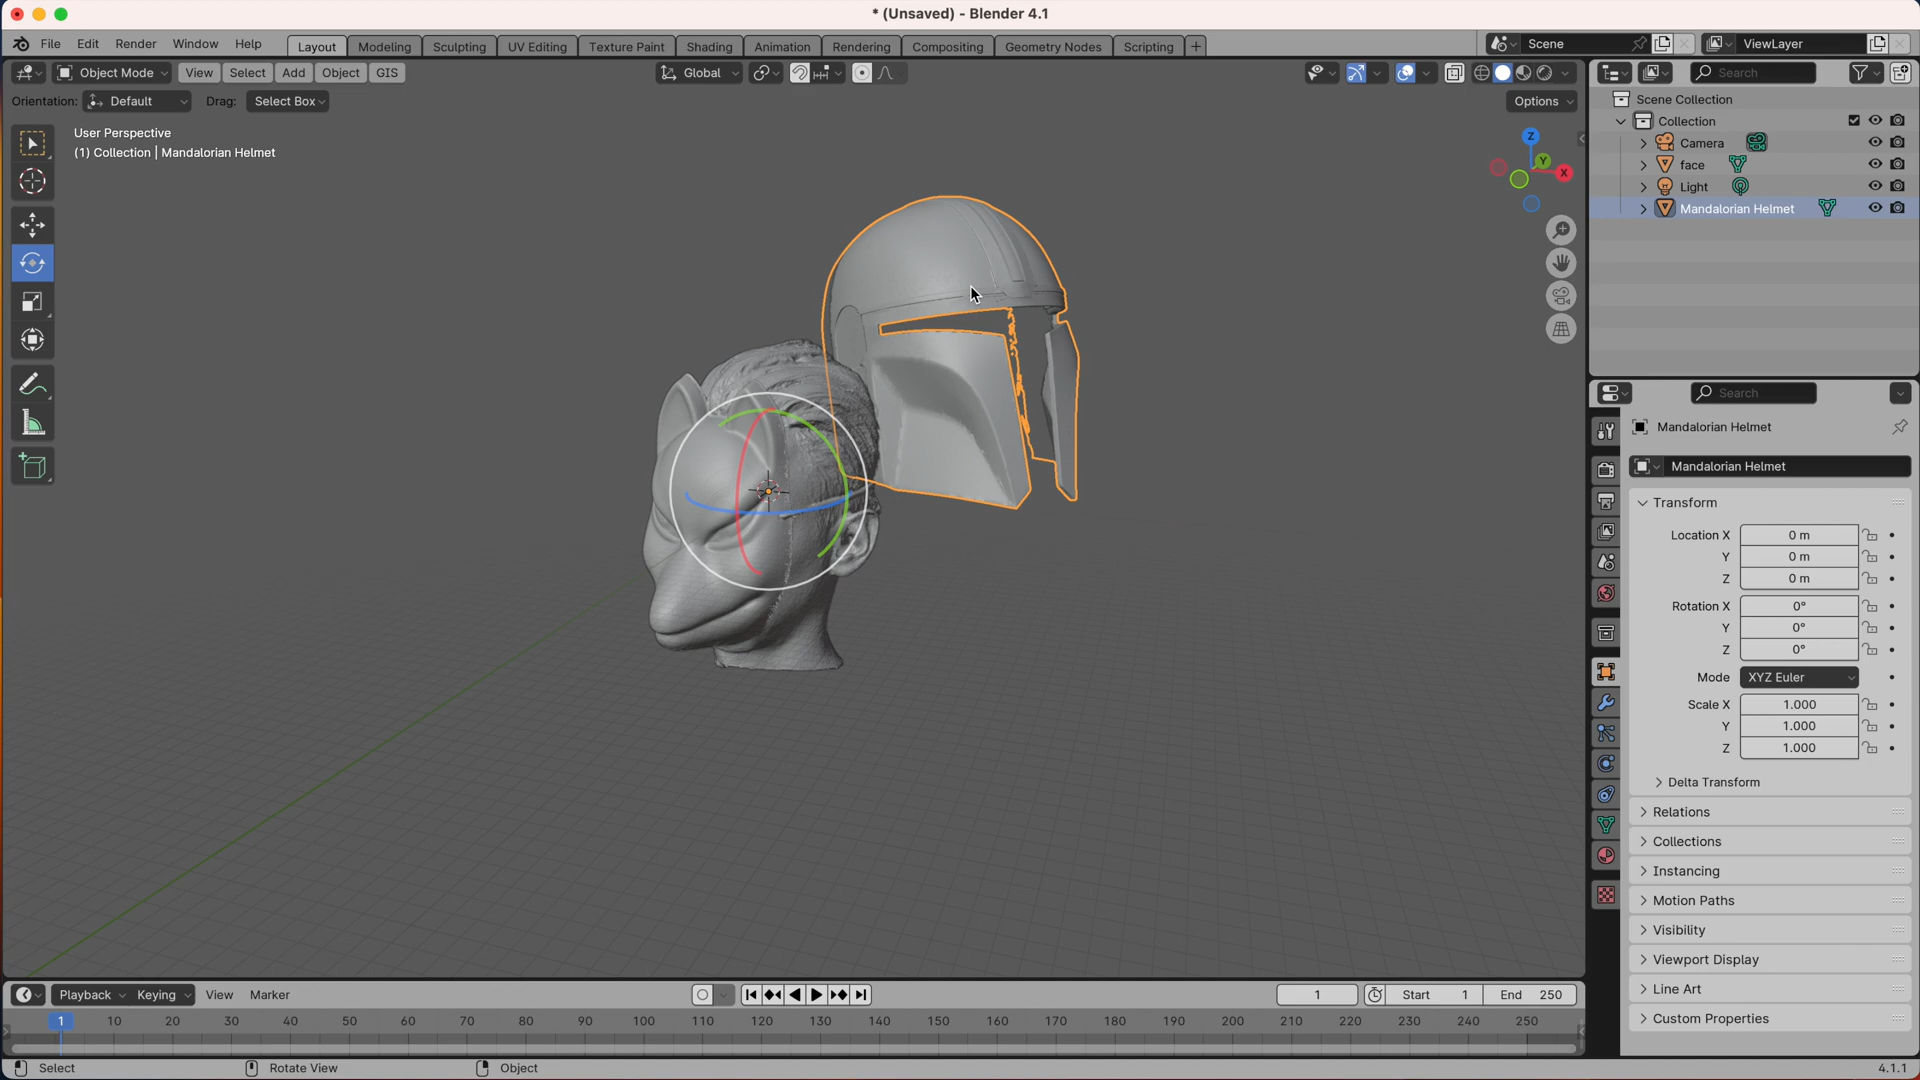 * (Unsaved) - Blender 4.1
File Edit Render Window Help Layout Modeling Sculpting UV Editing Texture Paint Shading Animation Rendering Compositing Geometry Nodes Scripting + Scene ViewLayer
Object Mode View Select Add Object GIS Global Search
Orientation: Default Drag: Select Box Options
User Perspective
(1) Collection | Mandalorian Helmet
Z
Y
X
Scene Collection
Collection
Camera
face
Light
Mandalorian Helmet
Search
Mandalorian Helmet
Mandalorian Helmet
Transform
Location X 0 m
Y 0 m
Z 0 m
Rotation X 0°
Y 0°
Z 0°
Mode XYZ Euler
Scale X 1.000
Y 1.000
Z 1.000
Delta Transform
Relations
Collections
Instancing
Motion Paths
Visibility
Viewport Display
Line Art
Custom Properties
Playback Keying View Marker 1 Start 1 End 250
1 10 20 30 40 50 60 70 80 90 100 110 120 130 140 150 160 170 180 190 200 210 220 230 240 250
Select Rotate View Object 4.1.1